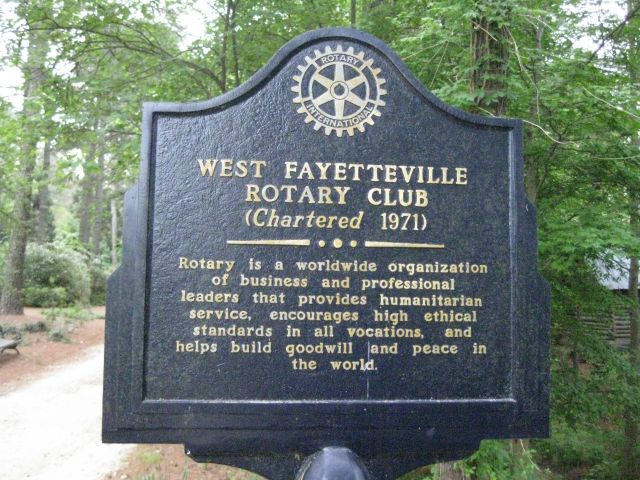 ROTARY
INTERNATIONAL
WEST FAYETTEVILLE
ROTARY CLUB
(Chartered 1971)
Rotary is a worldwide organization
of business and professional
leaders that provides humanitarian
service, encourages high ethical
standards in all vocations, and
helps build goodwill and peace in
the world.